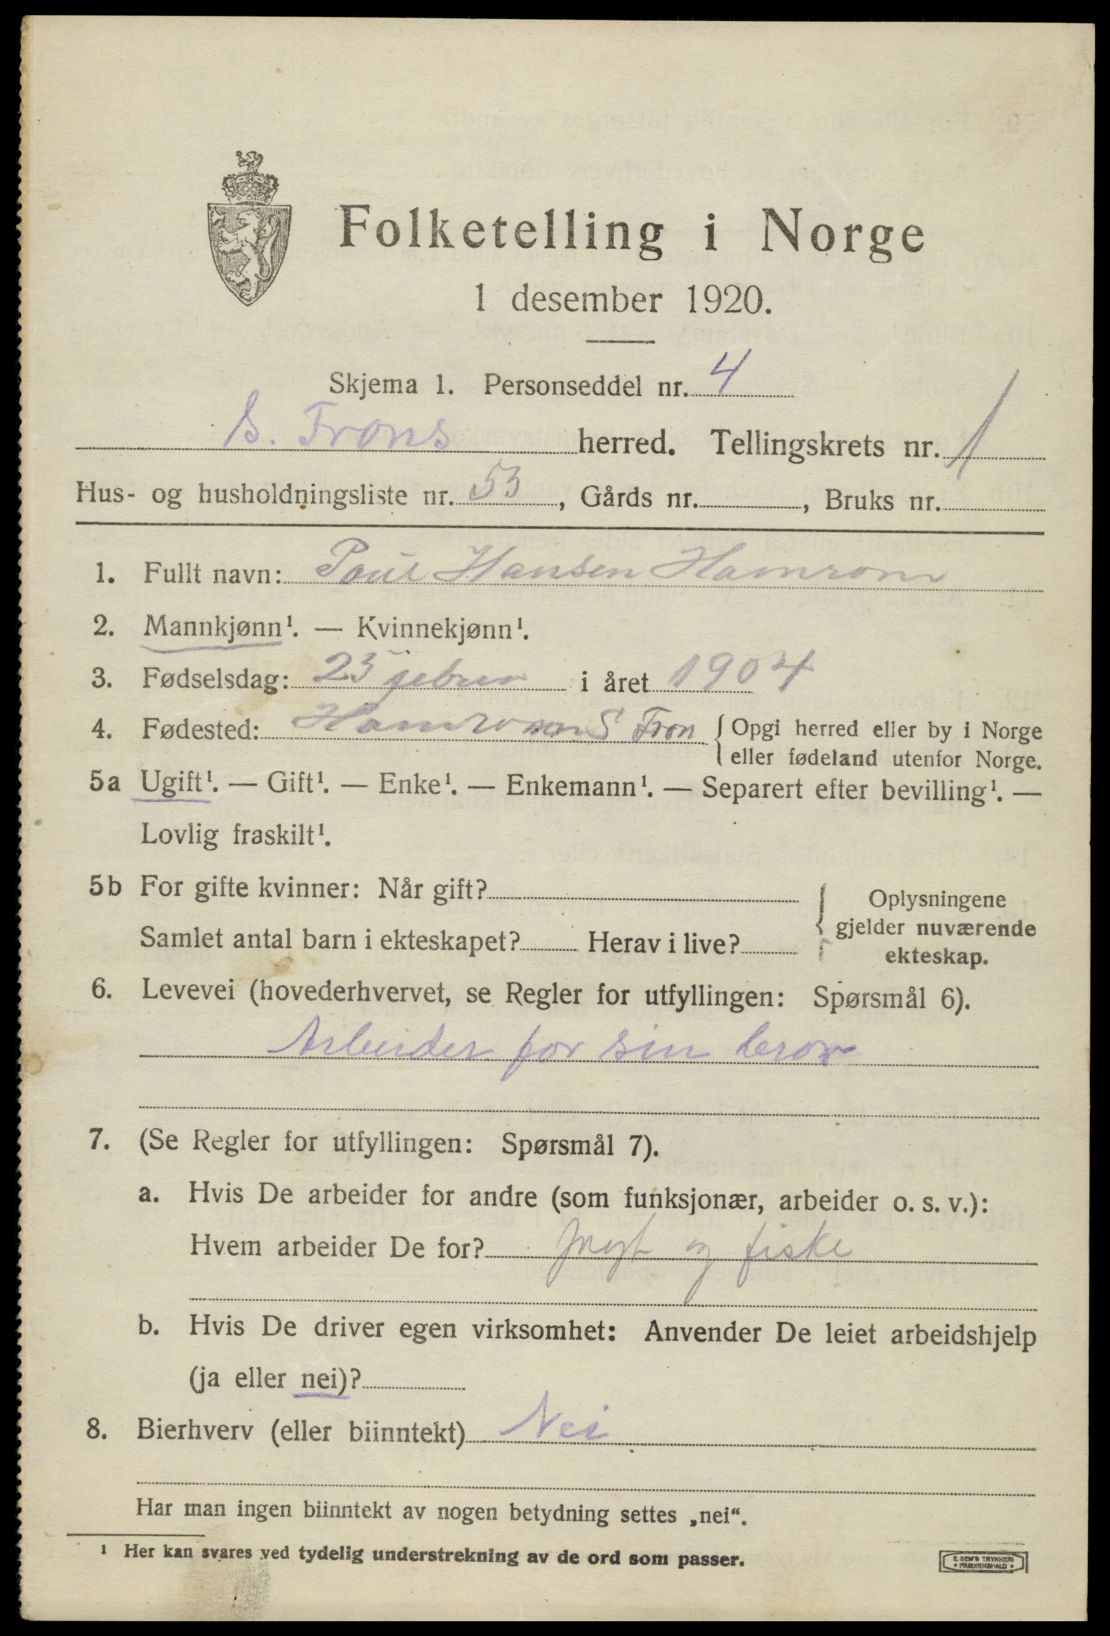 Folketelling i Norge
1 desember 1920.
Skjema 1. Personseddel nr. 4
S. Frons herred. Tellingskrets nr. 1
Hus- og husholdningsliste nr. 53, Gårds nr. , Bruks nr.
1. Fullt navn: Paul Hansen Hamrom
2. Mannkjønn¹. — Kvinnekjønn¹.
3. Fødselsdag: 23 februar i året 1904
4. Fødested: S Fron { Opgi herred eller by i Norge
eller fødeland utenfor Norge.
5a Ugift¹. — Gift¹. — Enke¹. — Enkemann¹. — Separert efter bevilling¹. —
Lovlig fraskilt¹.
5b For gifte kvinner: Når gift? { Oplysningene
gjelder nuværende
Samlet antal barn i ekteskapet? Herav i live? ekteskap.
6. Levevei (hovederhvervet, se Regler for utfyllingen: Spørsmål 6).
Arbeider for sin bror
7. (Se Regler for utfyllingen: Spørsmål 7).
a. Hvis De arbeider for andre (som funksjonær, arbeider o. s. v.):
Hvem arbeider De for? og fiske
b. Hvis De driver egen virksomhet: Anvender De leiet arbeidshjelp
(ja eller nei)?
8. Bierhverv (eller biinntekt) Nei
Har man ingen biinntekt av nogen betydning settes „nei“.
¹ Her kan svares ved tydelig understrekning av de ord som passer.
E. SEM'S TRYKKERI
FREDRIKSHALD